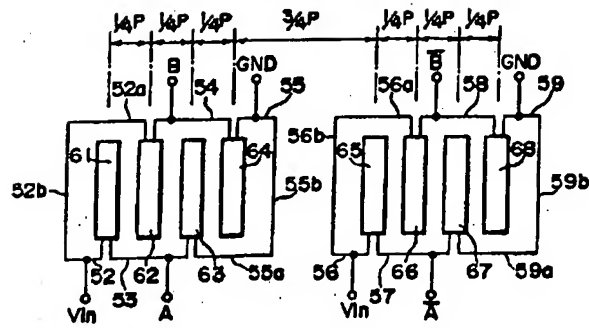 ¼P ¼P ¼P ¾P ¼P ¼P ¼P
B GND B̅ GND
52a 54 55 56a 58 59
56b
61 64 65 68
52b 55b 59b
62 63 66 67
52 53 55a 56 57 59a
Vin A Vin A̅